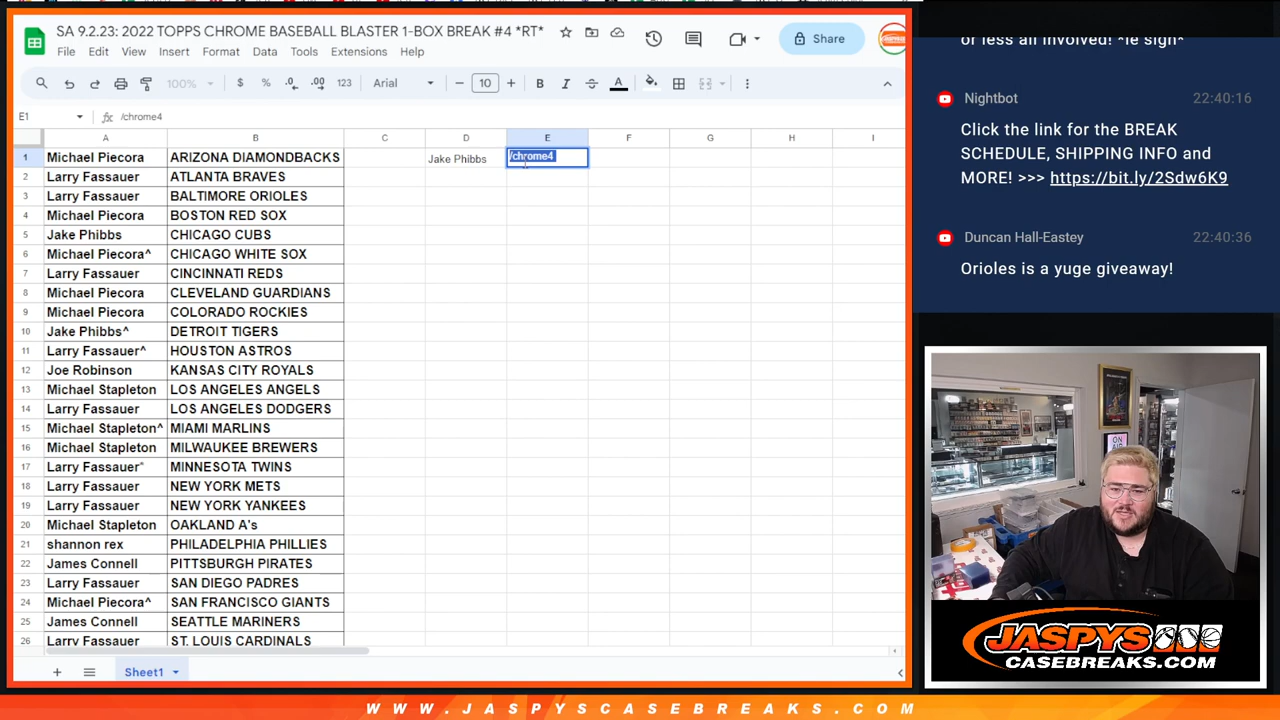 SA 9.2.23: 2022 TOPPS CHROME BASEBALL BLASTER 1-BOX BREAK #4 *RT*
Share
File Edit View Insert Format Data Tools Extensions Help
100% $ % .0 .00 123 Arial 10 B I A
E1 fx /chrome4
A B C D E F G H I
1 Michael Piecora ARIZONA DIAMONDBACKS Jake Phibbs /chrome4
2 Larry Fassauer ATLANTA BRAVES
3 Larry Fassauer BALTIMORE ORIOLES
4 Michael Piecora BOSTON RED SOX
5 Jake Phibbs CHICAGO CUBS
6 Michael Piecora^ CHICAGO WHITE SOX
7 Larry Fassauer CINCINNATI REDS
8 Michael Piecora CLEVELAND GUARDIANS
9 Michael Piecora COLORADO ROCKIES
10 Jake Phibbs^ DETROIT TIGERS
11 Larry Fassauer^ HOUSTON ASTROS
12 Joe Robinson KANSAS CITY ROYALS
13 Michael Stapleton LOS ANGELES ANGELS
14 Larry Fassauer LOS ANGELES DODGERS
15 Michael Stapleton^ MIAMI MARLINS
16 Michael Stapleton MILWAUKEE BREWERS
17 Larry Fassauer" MINNESOTA TWINS
18 Larry Fassauer NEW YORK METS
19 Larry Fassauer NEW YORK YANKEES
20 Michael Stapleton OAKLAND A's
21 shannon rex PHILADELPHIA PHILLIES
22 James Connell PITTSBURGH PIRATES
23 Larry Fassauer SAN DIEGO PADRES
24 Michael Piecora^ SAN FRANCISCO GIANTS
25 James Connell SEATTLE MARINERS
26 Larry Fassauer ST. LOUIS CARDINALS
Sheet1
or less all involved! *ie sign*
Nightbot 22:40:16
Click the link for the BREAK
SCHEDULE, SHIPPING INFO and
MORE! >>> https://bit.ly/2Sdw6K9
Duncan Hall-Eastey 22:40:36
Orioles is a yuge giveaway!
ON
AIR
JASPYS
CASEBREAKS.COM
WWW.JASPYSCASEBREAKS.COM